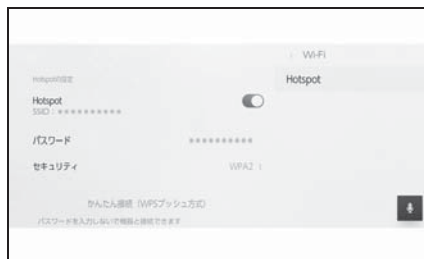 Wi-Fi
Hotspotの設定
Hotspot
Hotspot
SSID : **********
パスワード **********
セキュリティ WPA2
かんたん接続（WPSプッシュ方式）
パスワードを入力しないで機器と接続できます